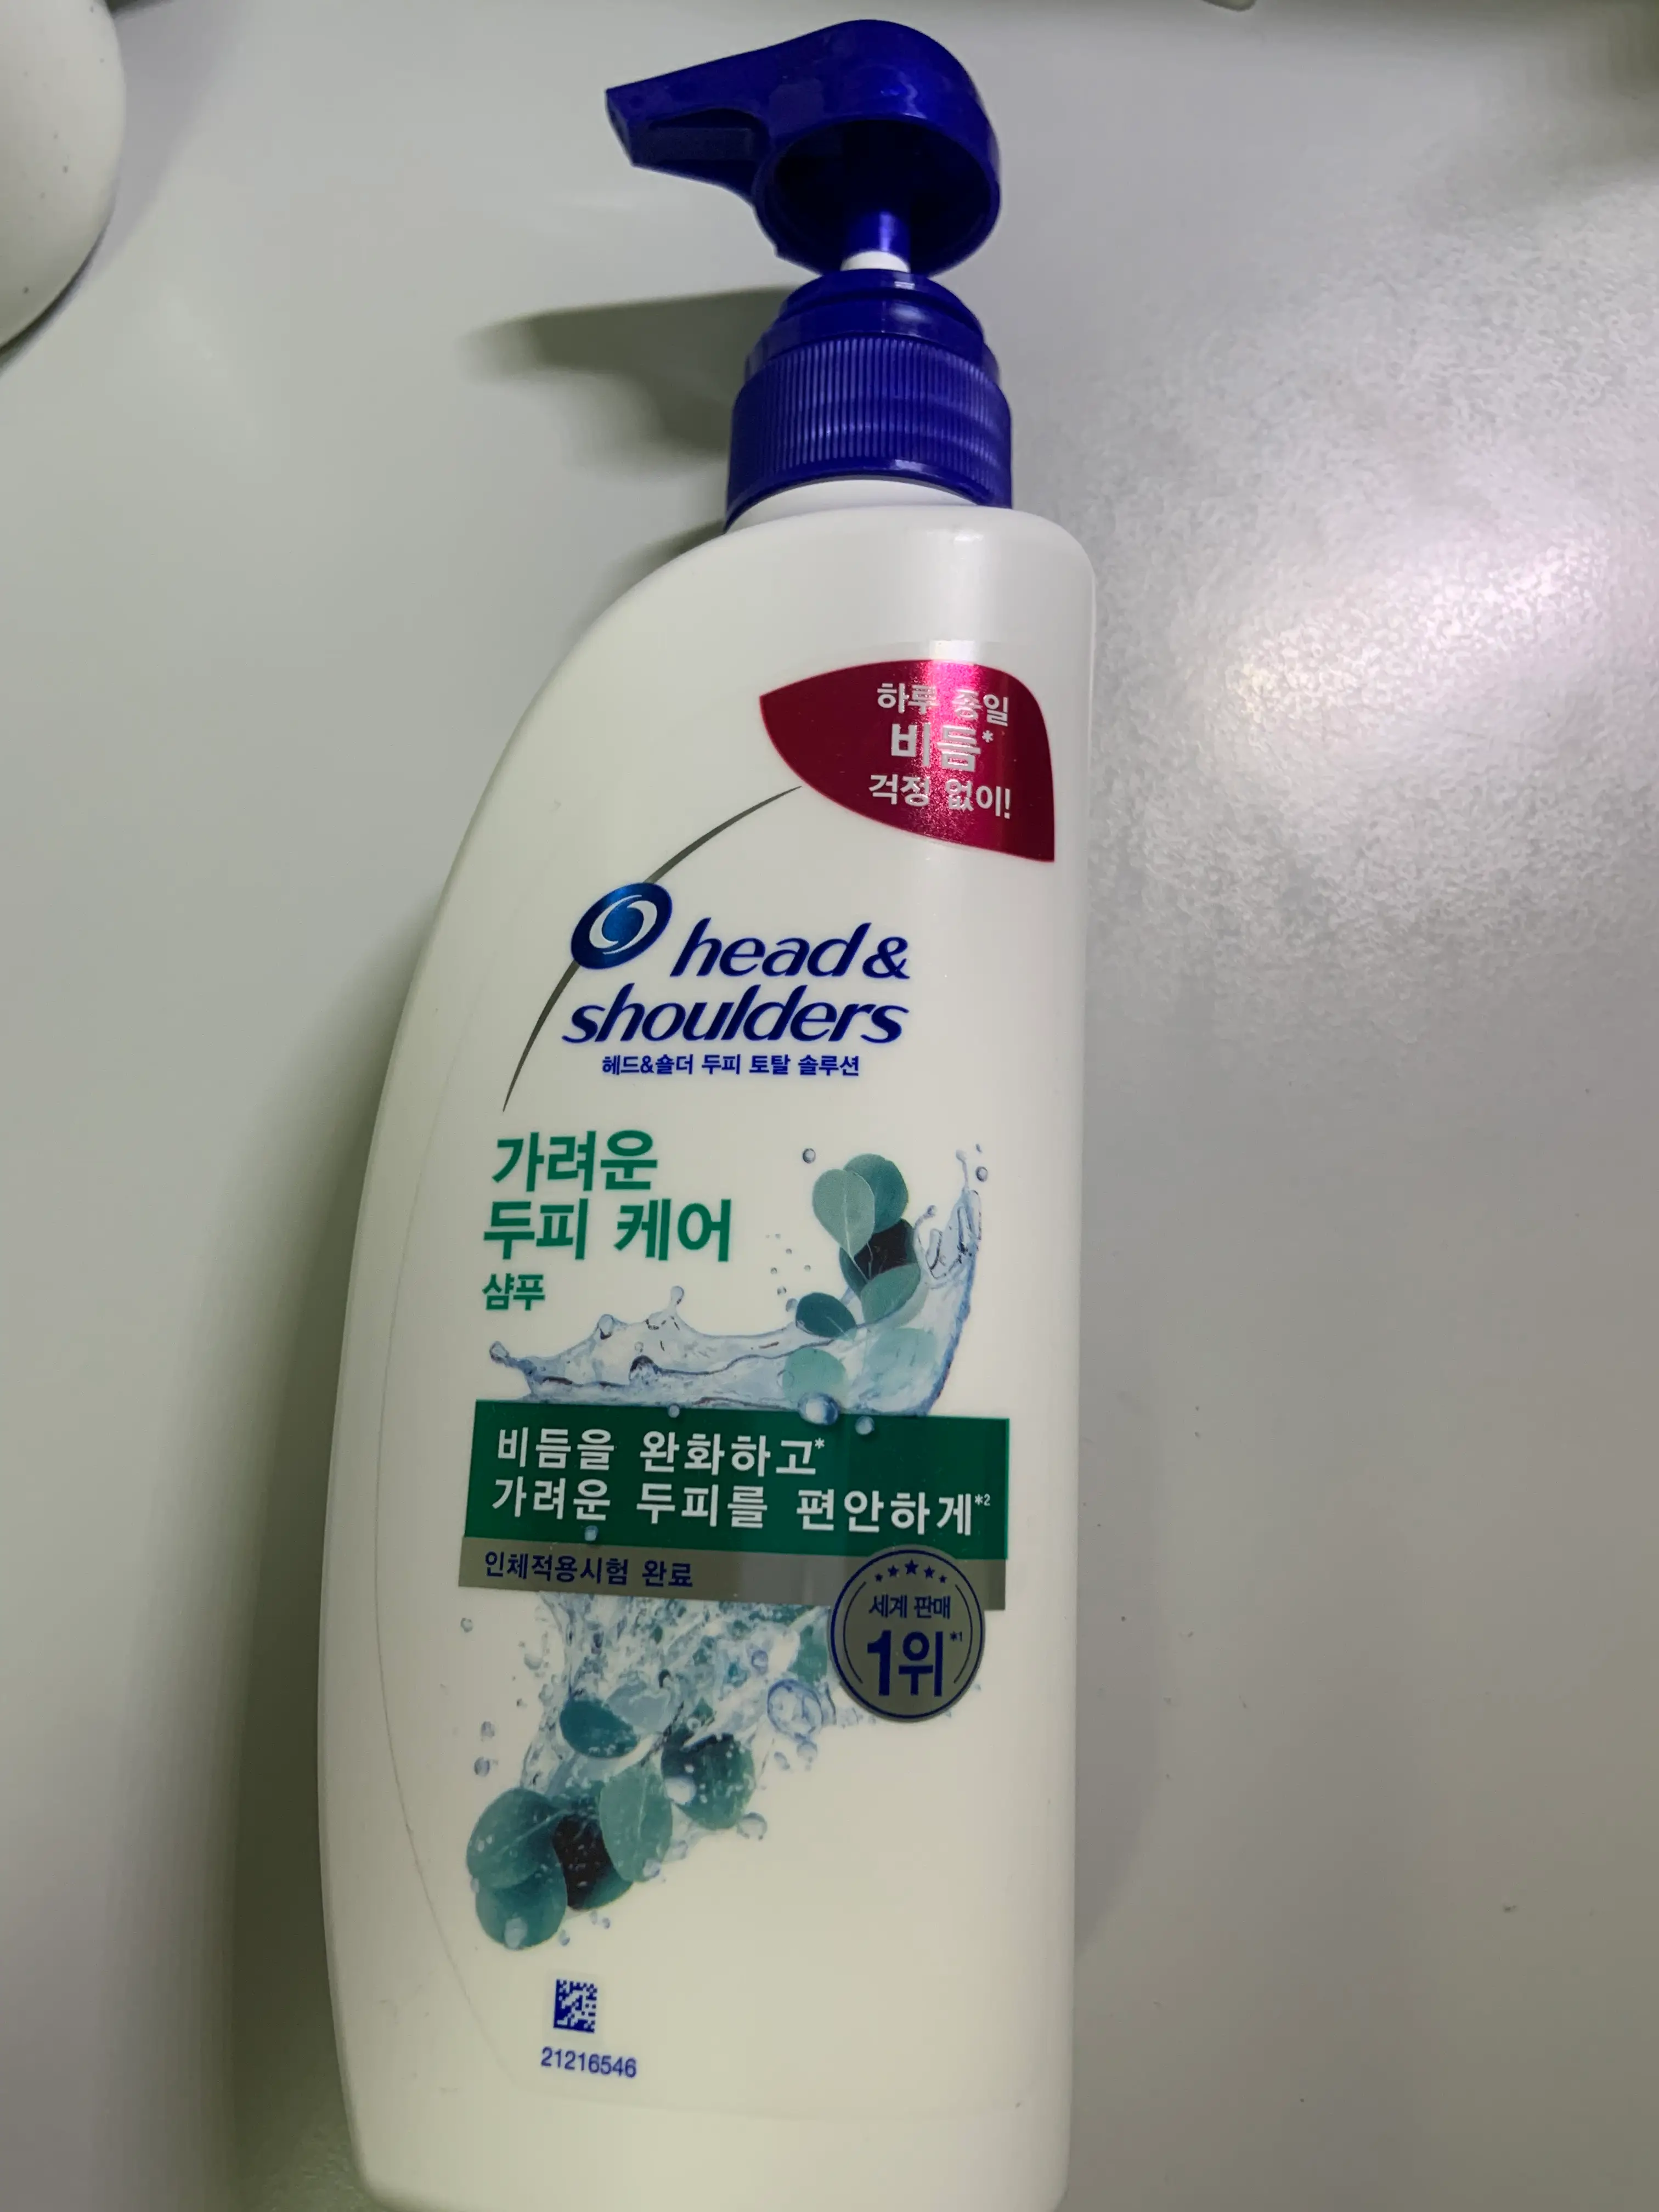 하루 종일
비듬*
걱정 없이!
head &
shoulders
헤드&숄더 두피 토탈 솔루션
가려운
두피 케어
샴푸
비듬을 완화하고*
가려운 두피를 편안하게*2
인체적용시험 완료
세계 판매
1위*1
21216546